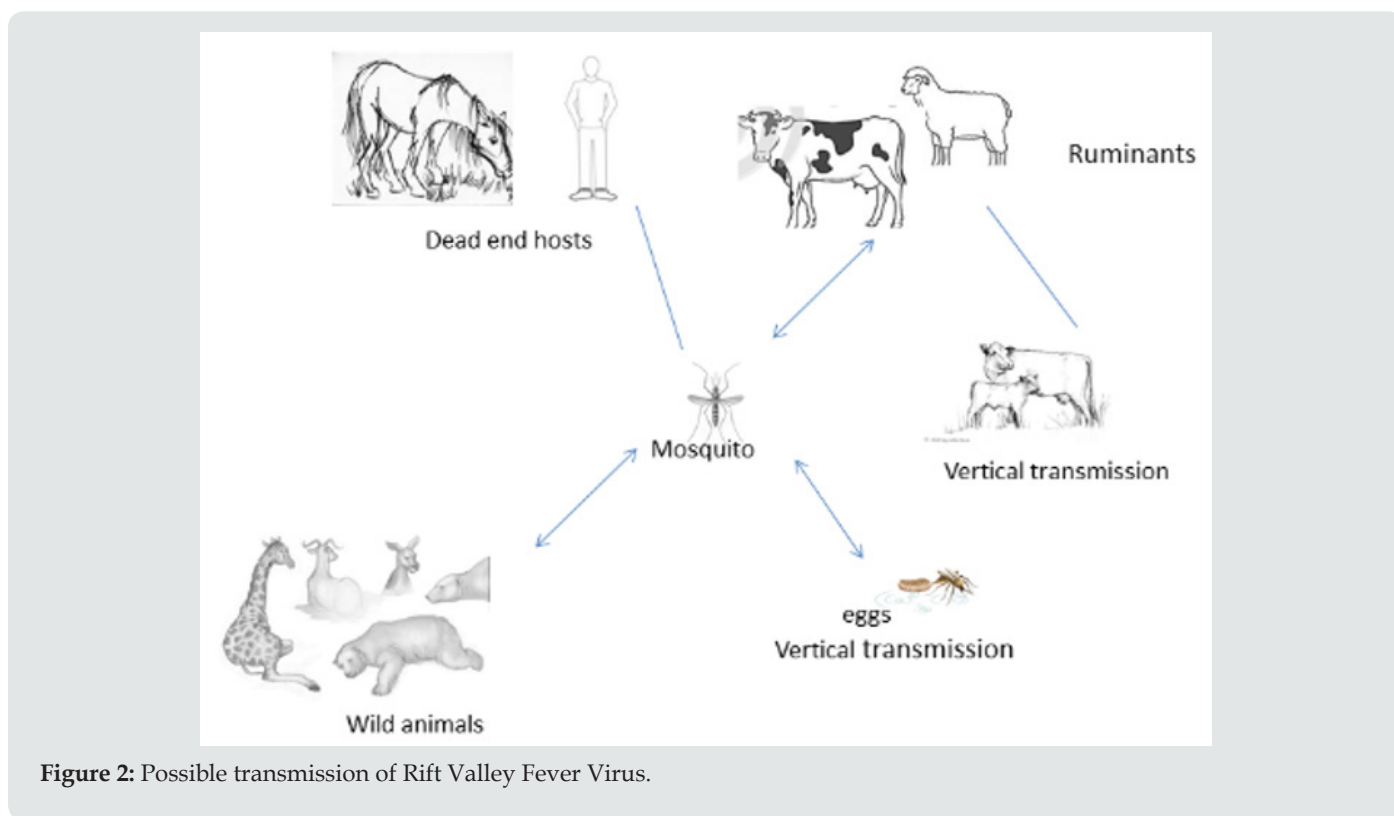 Dead end hosts
Ruminants
Mosquito
Vertical transmission
eggs
Vertical transmission
Wild animals
Figure 2: Possible transmission of Rift Valley Fever Virus.